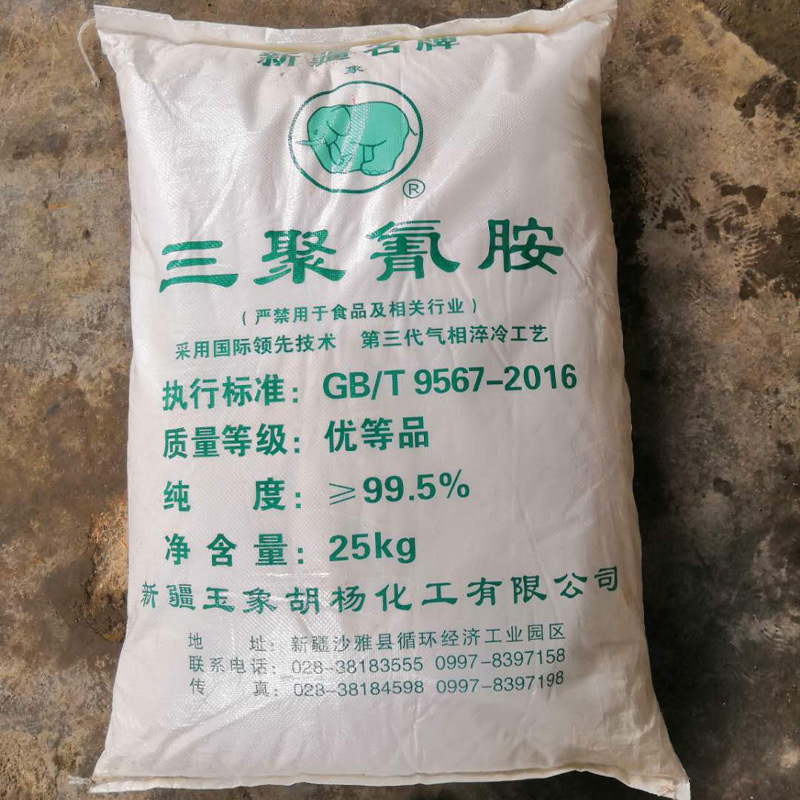 新疆名牌
象
®
三聚氰胺
(严禁用于食品及相关行业)
采用国际领先技术 第三代气相淬冷工艺
执行标准: GB/T 9567-2016
质量等级: 优等品
纯 度: ≥99.5%
净含量: 25kg
新疆玉象胡杨化工有限公司
地 址: 新疆沙雅县循环经济工业园区
联系电话: 028-38183555 0997-8397158
传 真: 028-38184598 0997-8397198